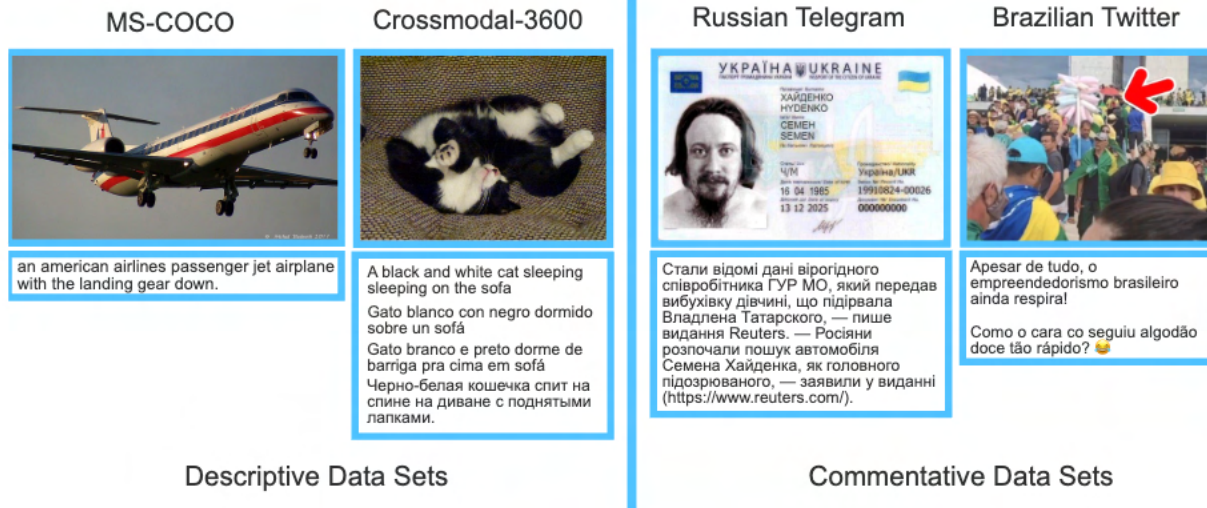 MS-COCO
Crossmodal-3600
Russian Telegram
Brazilian Twitter
an american airlines passenger jet airplane
with the landing gear down.
A black and white cat sleeping
sleeping on the sofa
Gato blanco con negro dormido
sobre un sofá
Gato branco e preto dorme de
barriga pra cima em sofá
Черно-белая кошечка спит на
спине на диване с поднятыми
лапками.
УКРАЇНА UKRAINE
ХАЙДЕНКО
HYDENKO
СЕМЕН
SEMEN
Ч/М
Україна/UKR
16 04 1985
19910824-00026
13 12 2025
000000000
Стали відомі дані вірогідного
співробітника ГУР МО, який передав
вибухівку дівчині, що підірвала
Владлена Татарского, — пише
видання Reuters. — Росіяни
розпочали пошук автомобіля
Семена Хайденка, як головного
підозрюваного, — заявили у виданні
(https://www.reuters.com/).
Apesar de tudo, o
empreendedorismo brasileiro
ainda respira!
Como o cara co seguiu algodão
doce tão rápido? 😂
Descriptive Data Sets
Commentative Data Sets